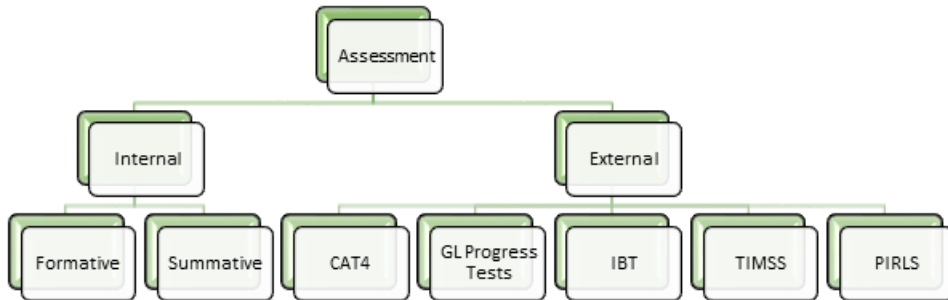 Assessment
Internal
External
Formative
Summative
CAT4
GL Progress
Tests
IBT
TIMSS
PIRLS